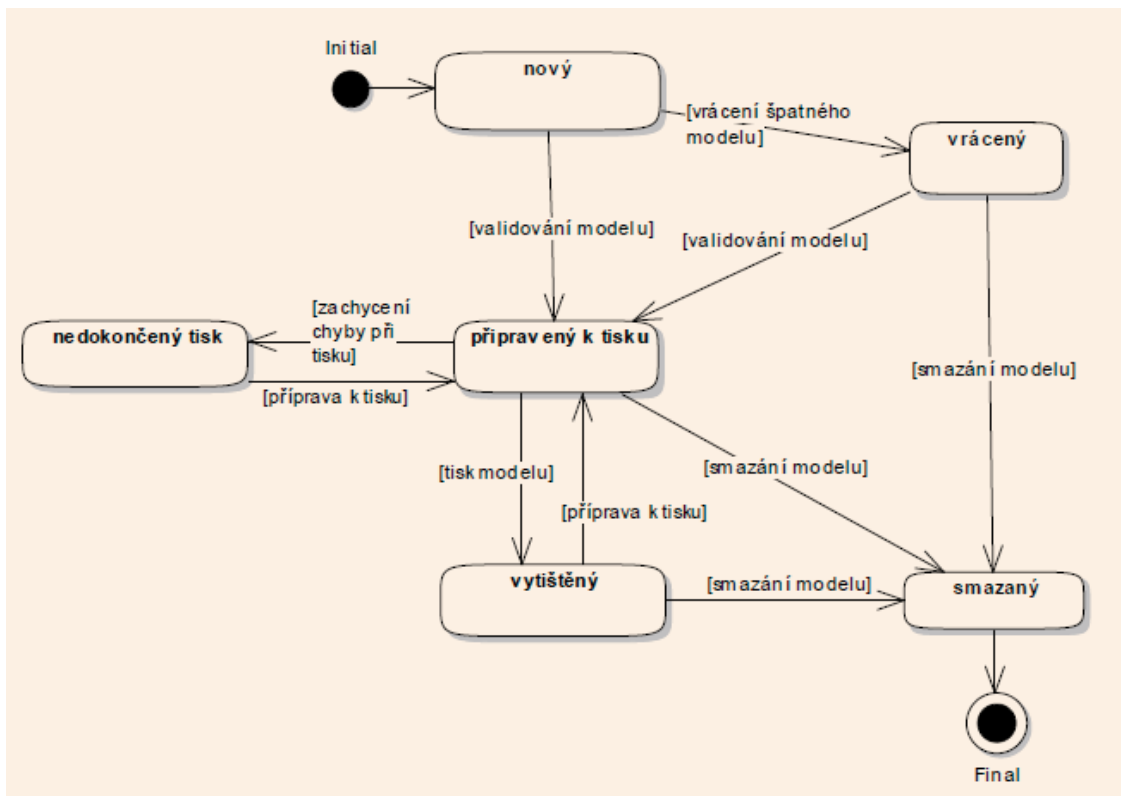 Initial
nový
[vrácení špatného
modelu]
vrácený
[validování modelu]
[validování modelu]
[zachycení
chyby při
tisku]
nedokončený tisk
připravený k tisku
[smazání modelu]
[příprava k tisku]
[tisk modelu]
[smazání modelu]
[příprava k tisku]
vytištěný
[smazání modelu]
smazaný
Final